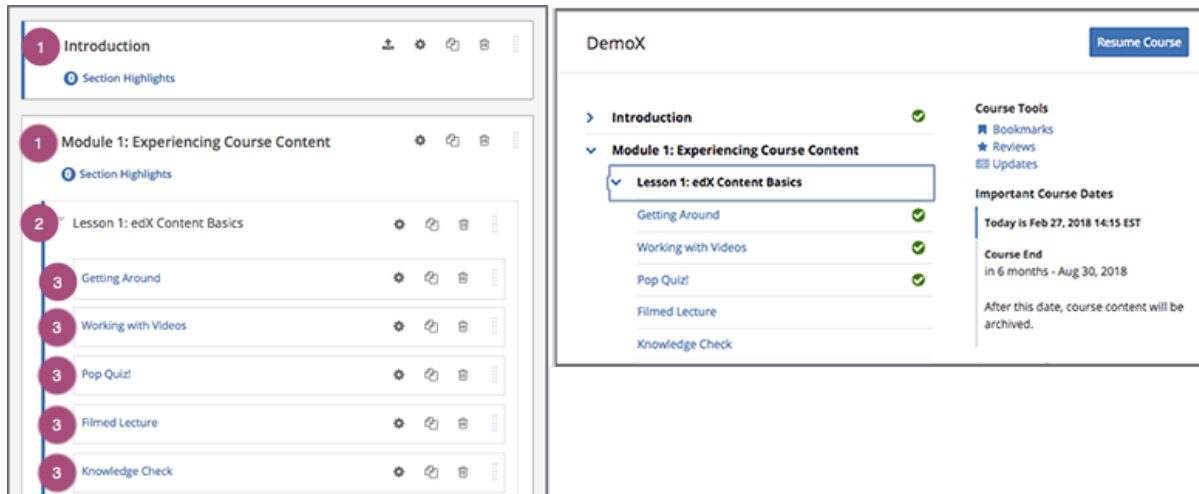 1 Introduction
0 Section Highlights
1 Module 1: Experiencing Course Content
0 Section Highlights
2 Lesson 1: edX Content Basics
3 Getting Around
3 Working with Videos
3 Pop Quiz!
3 Filmed Lecture
3 Knowledge Check
DemoX
Resume Course
Introduction
Module 1: Experiencing Course Content
Lesson 1: edX Content Basics
Getting Around
Working with Videos
Pop Quiz!
Filmed Lecture
Knowledge Check
Course Tools
Bookmarks
Reviews
Updates
Important Course Dates
Today is Feb 27, 2018 14:15 EST
Course End
in 6 months - Aug 30, 2018
After this date, course content will be
archived.